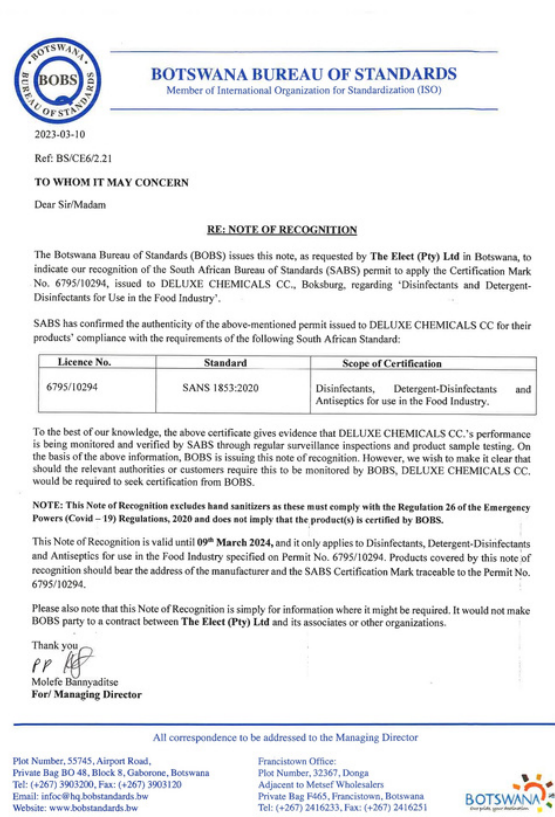 BOTSWANA
BOBS
BUREAU OF STANDARDS
BOTSWANA BUREAU OF STANDARDS
Member of International Organization for Standardization (ISO)
2023-03-10
Ref: BS/CE6/2.21
TO WHOM IT MAY CONCERN
Dear Sir/Madam
RE: NOTE OF RECOGNITION
The Botswana Bureau of Standards (BOBS) issues this note, as requested by The Elect (Pty) Ltd in Botswana, to
indicate our recognition of the South African Bureau of Standards (SABS) permit to apply the Certification Mark
No. 6795/10294, issued to DELUXE CHEMICALS CC., Boksburg, regarding ‘Disinfectants and Detergent-
Disinfectants for Use in the Food Industry’.
SABS has confirmed the authenticity of the above-mentioned permit issued to DELUXE CHEMICALS CC for their
products’ compliance with the requirements of the following South African Standard:
Licence No. Standard Scope of Certification
6795/10294 SANS 1853:2020 Disinfectants, Detergent-Disinfectants and
Antiseptics for use in the Food Industry.
To the best of our knowledge, the above certificate gives evidence that DELUXE CHEMICALS CC.’s performance
is being monitored and verified by SABS through regular surveillance inspections and product sample testing. On
the basis of the above information, BOBS is issuing this note of recognition. However, we wish to make it clear that
should the relevant authorities or customers require this to be monitored by BOBS, DELUXE CHEMICALS CC.
would be required to seek certification from BOBS.
NOTE: This Note of Recognition excludes hand sanitizers as these must comply with the Regulation 26 of the Emergency
Powers (Covid – 19) Regulations, 2020 and does not imply that the product(s) is certified by BOBS.
This Note of Recognition is valid until 09th March 2024, and it only applies to Disinfectants, Detergent-Disinfectants
and Antiseptics for use in the Food Industry specified on Permit No. 6795/10294. Products covered by this note of
recognition should bear the address of the manufacturer and the SABS Certification Mark traceable to the Permit No.
6795/10294.
Please also note that this Note of Recognition is simply for information where it might be required. It would not make
BOBS party to a contract between The Elect (Pty) Ltd and its associates or other organizations.
Thank you
PP
Molefe Bannyaditse
For/ Managing Director
All correspondence to be addressed to the Managing Director
Plot Number, 55745, Airport Road,
Private Bag BO 48, Block 8, Gaborone, Botswana
Tel: (+267) 3903200, Fax: (+267) 3903120
Email: infoc@hq.bobstandards.bw
Website: www.bobstandards.bw
Francistown Office:
Plot Number, 32367, Donga
Adjacent to Metsef Wholesalers
Private Bag F465, Francistown, Botswana
Tel: (+267) 2416233, Fax: (+267) 2416251
BOTSWANA